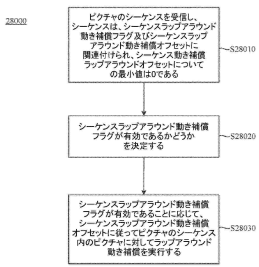 28000
ピクチャのシーケンスを受信し、
シーケンスは、シーケンスラップアラウンド
動き補償フラグ及びシーケンスラップ
アラウンド動き補償オフセットに
関連付けられ、シーケンス動き補償
ラップアラウンドオフセットについて
の最小値は0である
S28010
シーケンスラップアラウンド動き補償
フラグが有効であるかどうか
を決定する
S28020
シーケンスラップアラウンド動き補償
フラグが有効であることに応じて、
シーケンスラップアラウンド動き補償
オフセットに従ってピクチャのシーケンス
内のピクチャに対してラップアラウンド
動き補償を実行する
S28030